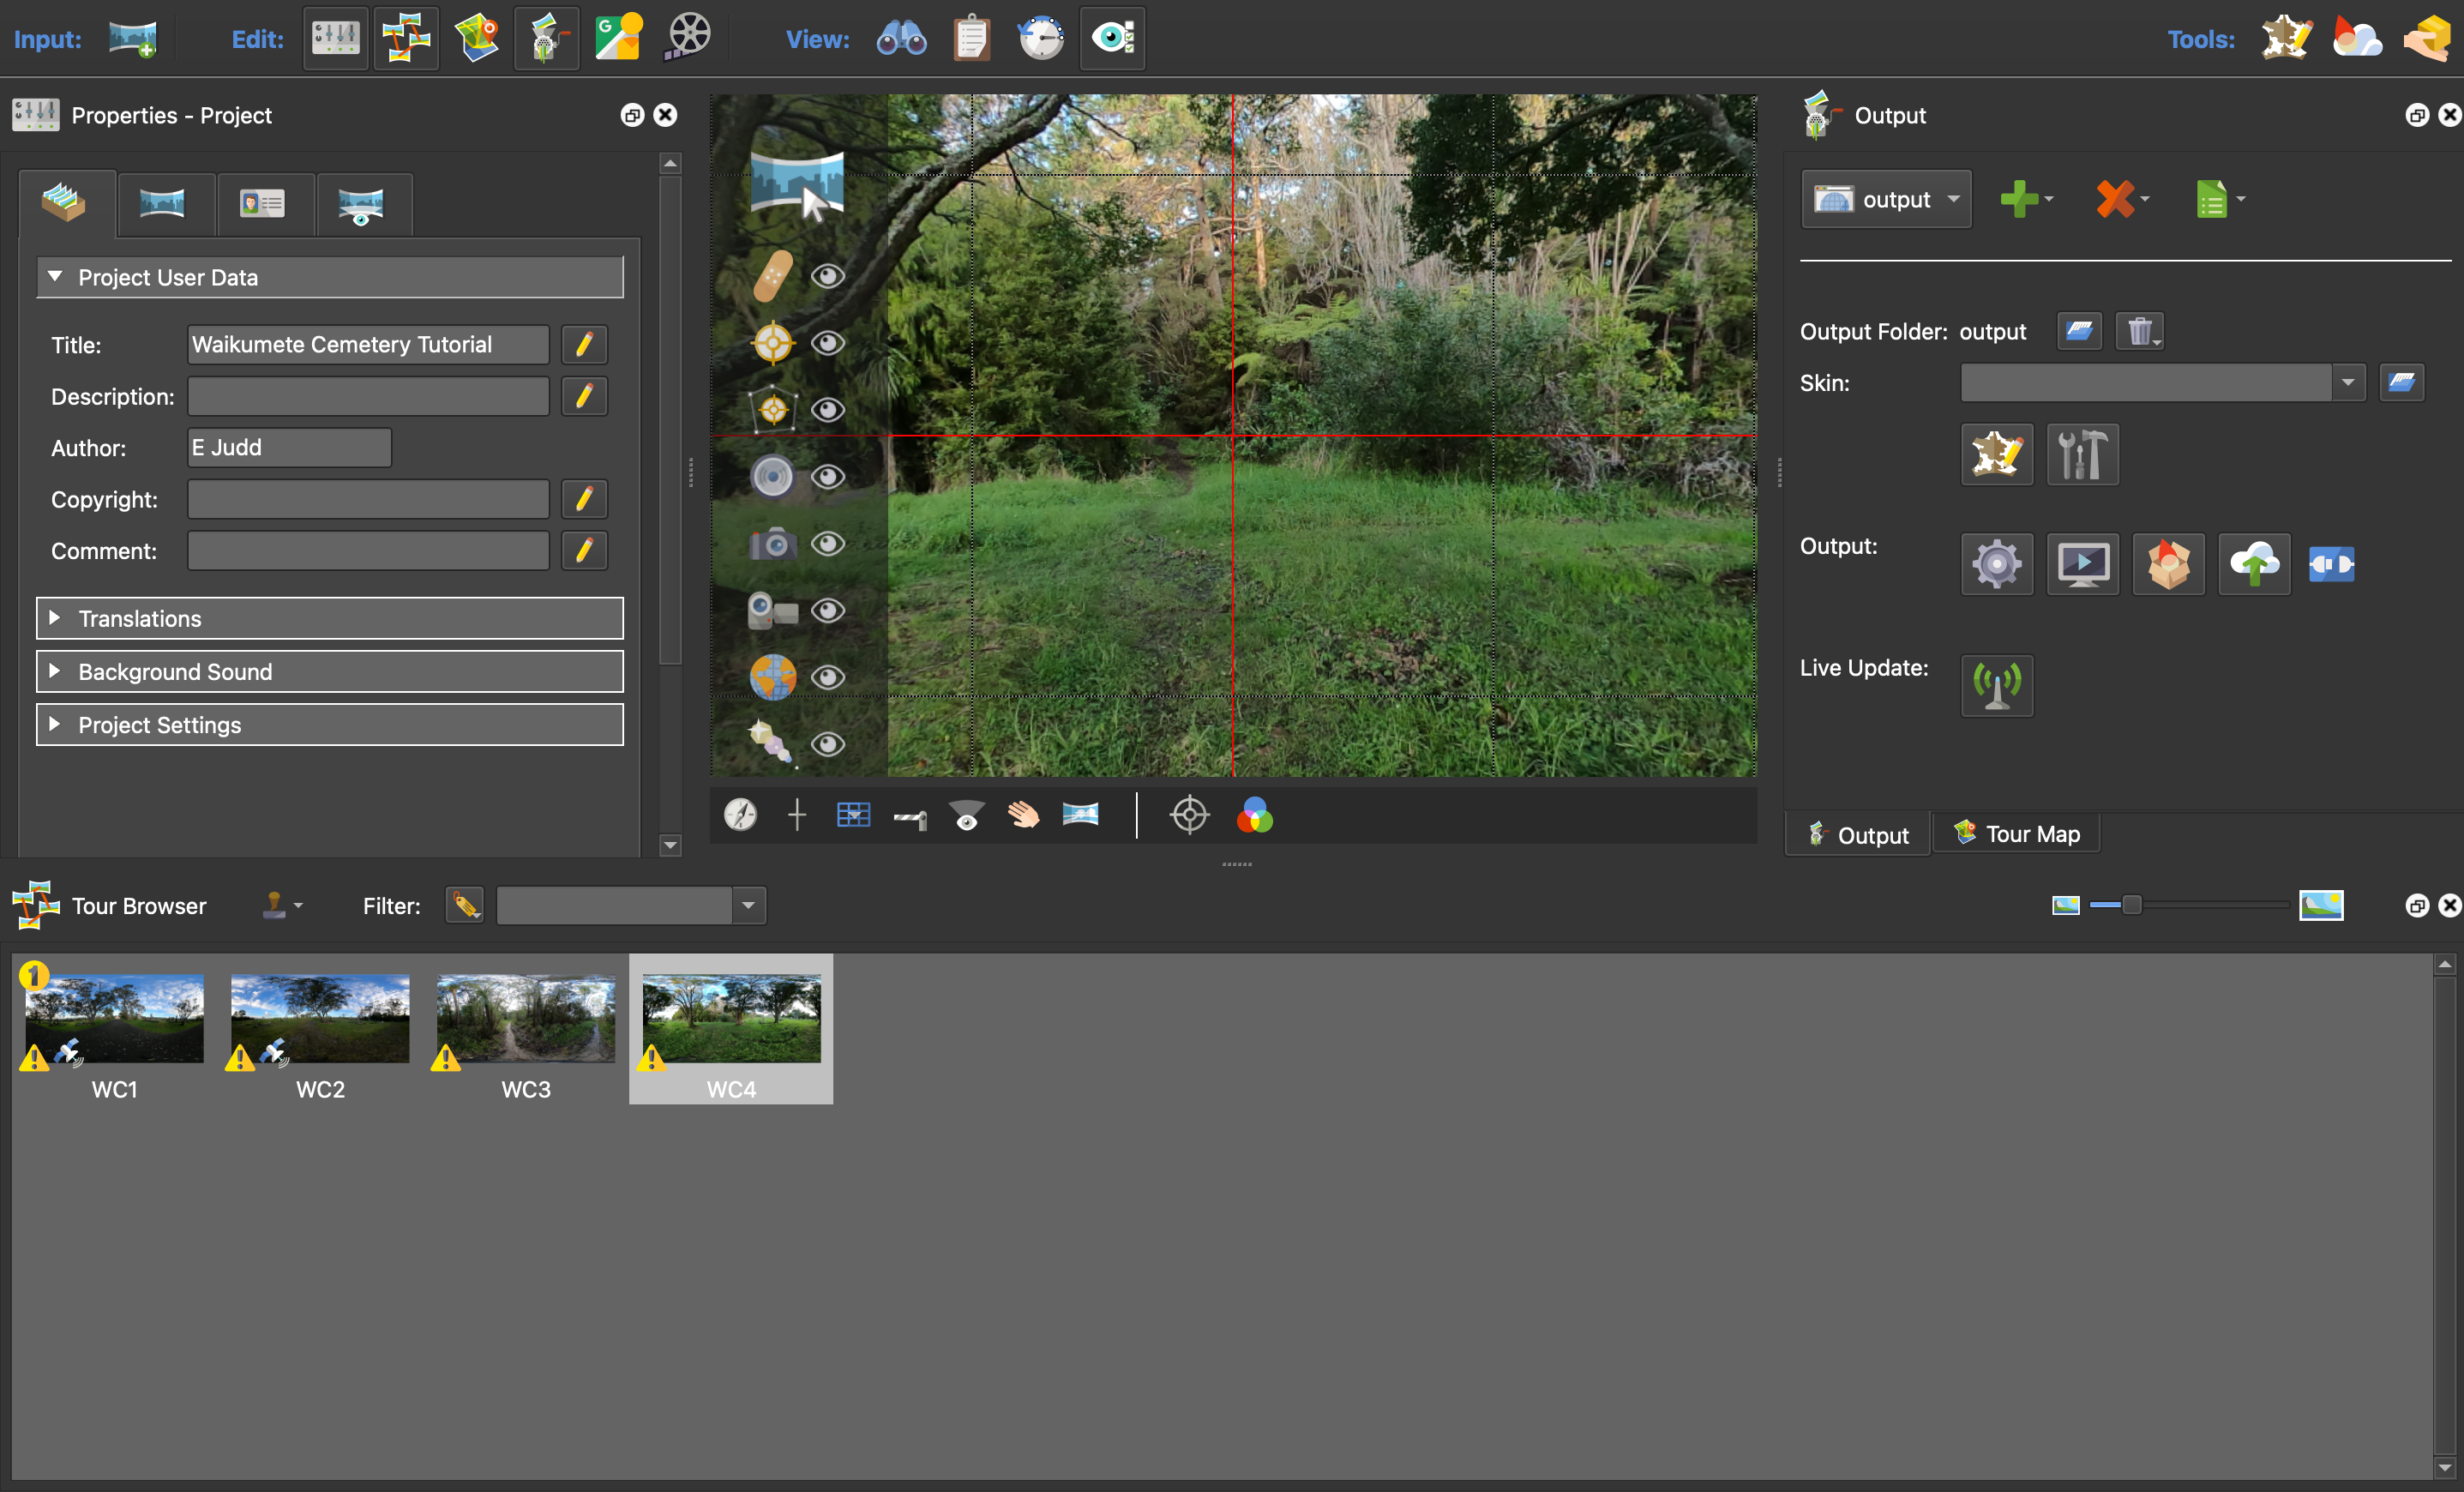 Input:
Edit:
View:
Tools:
Properties - Project
Output
Project User Data
Title: Waikumete Cemetery Tutorial
Description:
Author: E Judd
Copyright:
Comment:
Translations
Background Sound
Project Settings
output
Output Folder: output
Skin:
Output:
Live Update:
Output
Tour Map
Tour Browser
Filter:
1
WC1
WC2
WC3
WC4